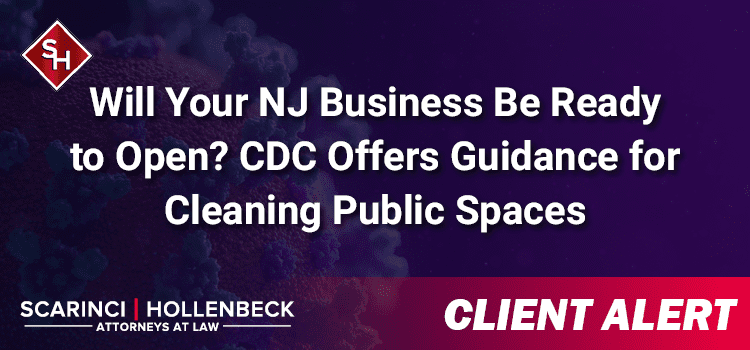 SH
Will Your NJ Business Be Ready
to Open? CDC Offers Guidance for
Cleaning Public Spaces
SCARINCI | HOLLENBECK
ATTORNEYS AT LAW
CLIENT ALERT